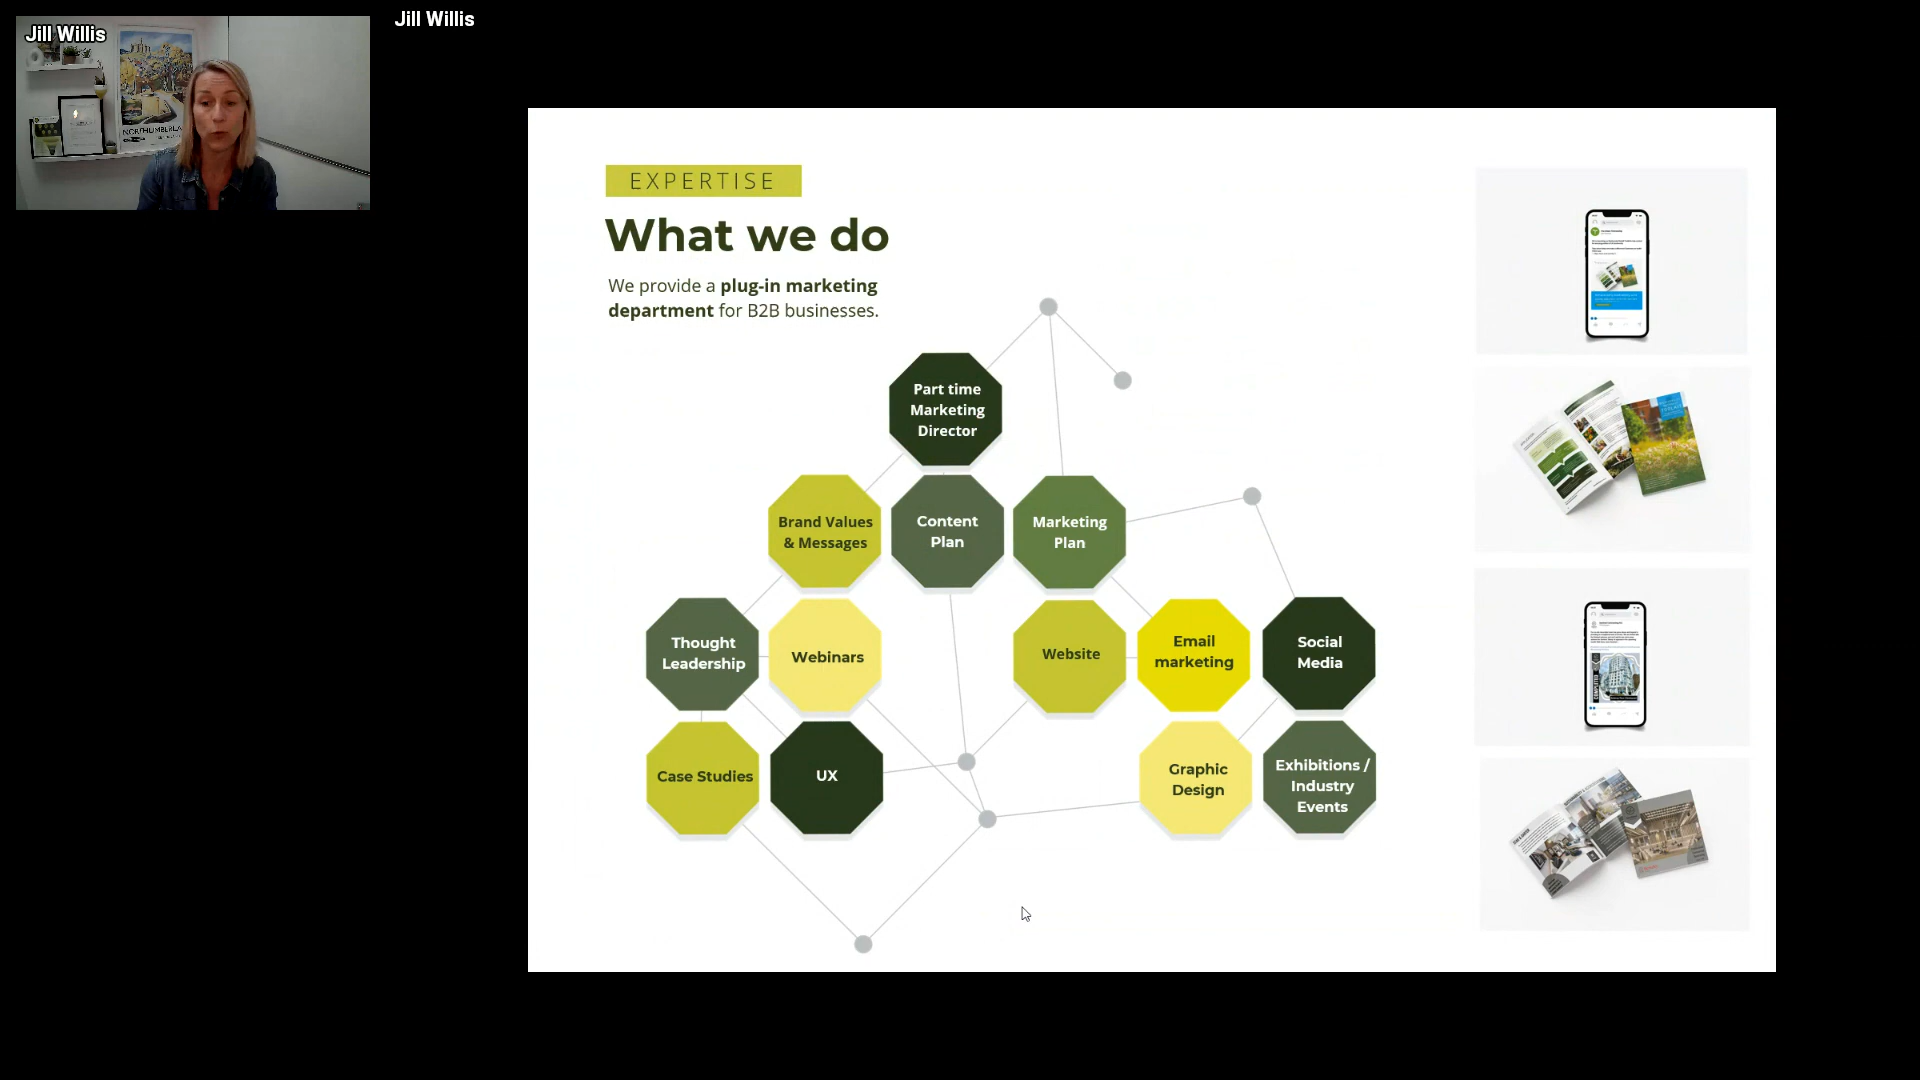 Jill Willis
Jill Willis
EXPERTISE
What we do
We provide a plug-in marketing
department for B2B businesses.
Part time
Marketing
Director
Brand Values
& Messages
Content
Plan
Marketing
Plan
Thought
Leadership
Webinars
Website
Email
marketing
Social
Media
Case Studies
UX
Graphic
Design
Exhibitions /
Industry
Events